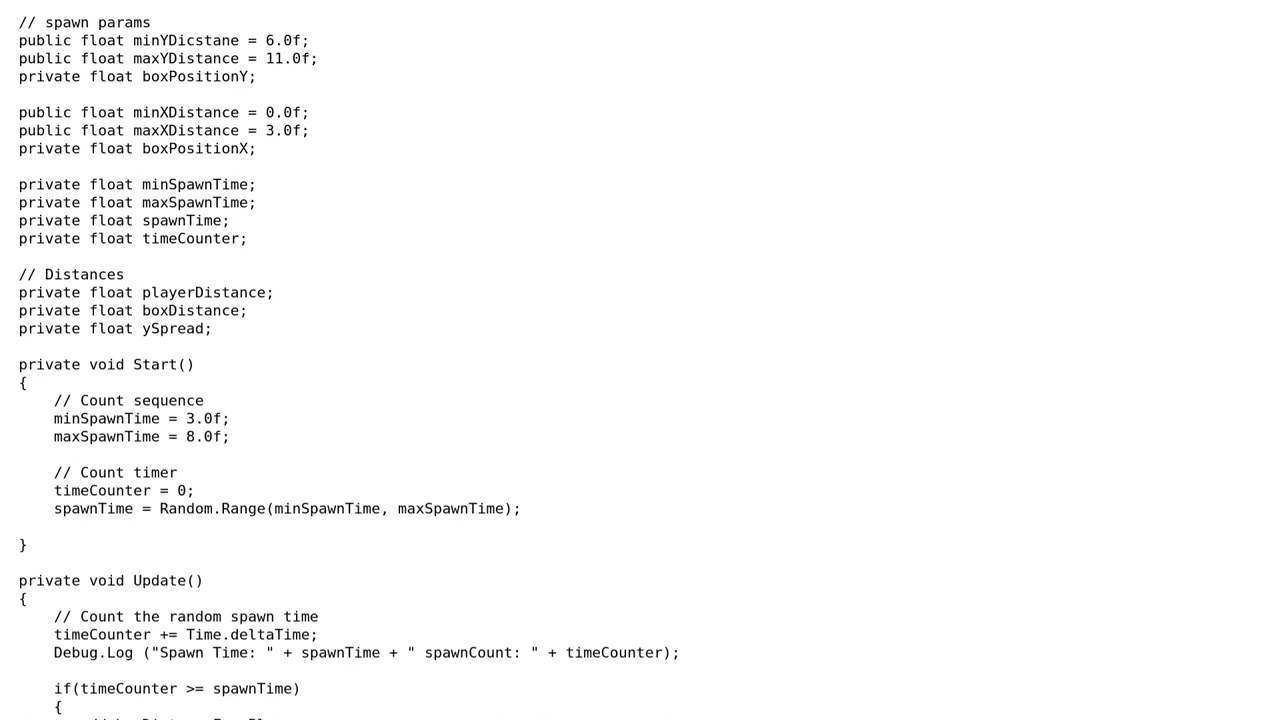 // spawn params
public float minYDicstane = 6.0f;
public float maxYDistance = 11.0f;
private float boxPositionY;

public float minXDistance = 0.0f;
public float maxXDistance = 3.0f;
private float boxPositionX;

private float minSpawnTime;
private float maxSpawnTime;
private float spawnTime;
private float timeCounter;

// Distances
private float playerDistance;
private float boxDistance;
private float ySpread;

private void Start()
{
    // Count sequence
    minSpawnTime = 3.0f;
    maxSpawnTime = 8.0f;

    // Count timer
    timeCounter = 0;
    spawnTime = Random.Range(minSpawnTime, maxSpawnTime);

}

private void Update()
{
    // Count the random spawn time
    timeCounter += Time.deltaTime;
    Debug.Log ("Spawn Time: " + spawnTime + " spawnCount: " + timeCounter);

    if(timeCounter >= spawnTime)
    {